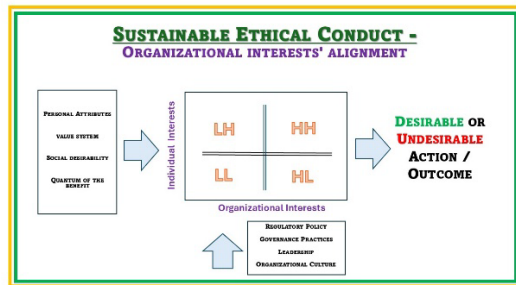 SUSTAINABLE ETHICAL CONDUCT -
ORGANIZATIONAL INTERESTS' ALIGNMENT
PERSONAL ATTRIBUTES
VALUE SYSTEM
SOCIAL DESIRABILITY
QUANTUM OF THE
BENEFIT
Individual Interests
LH
HH
LL
HL
Organizational Interests
DESIRABLE OR
UNDESIRABLE
ACTION /
OUTCOME
REGULATORY POLICY
GOVERNANCE PRACTICES
LEADERSHIP
ORGANIZATIONAL CULTURE